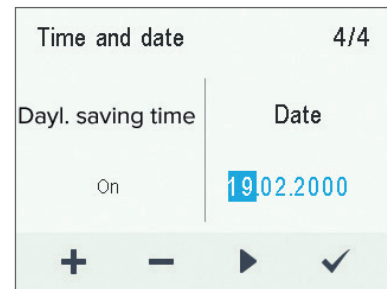 Time and date 4/4
Dayl. saving time Date
On 19.02.2000
+ −